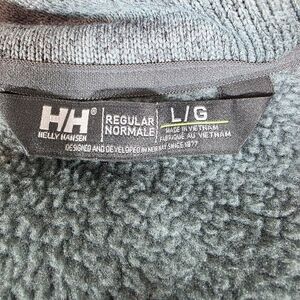 HH
HELLY HANSEN
REGULAR
NORMALE
L/G
MADE IN VIETNAM
FABRIQUÉ AU VIETNAM
DESIGNED AND DEVELOPED IN NORWAY SINCE 1877